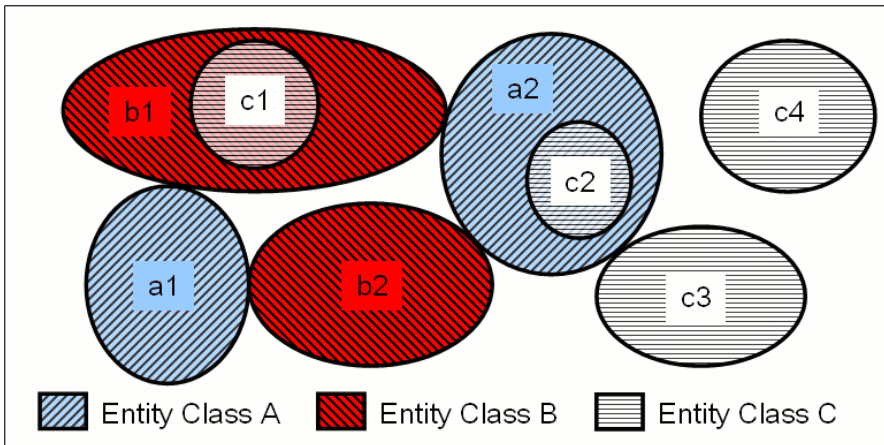 b1
c1
a2
c4
c2
a1
b2
c3
Entity Class A
Entity Class B
Entity Class C